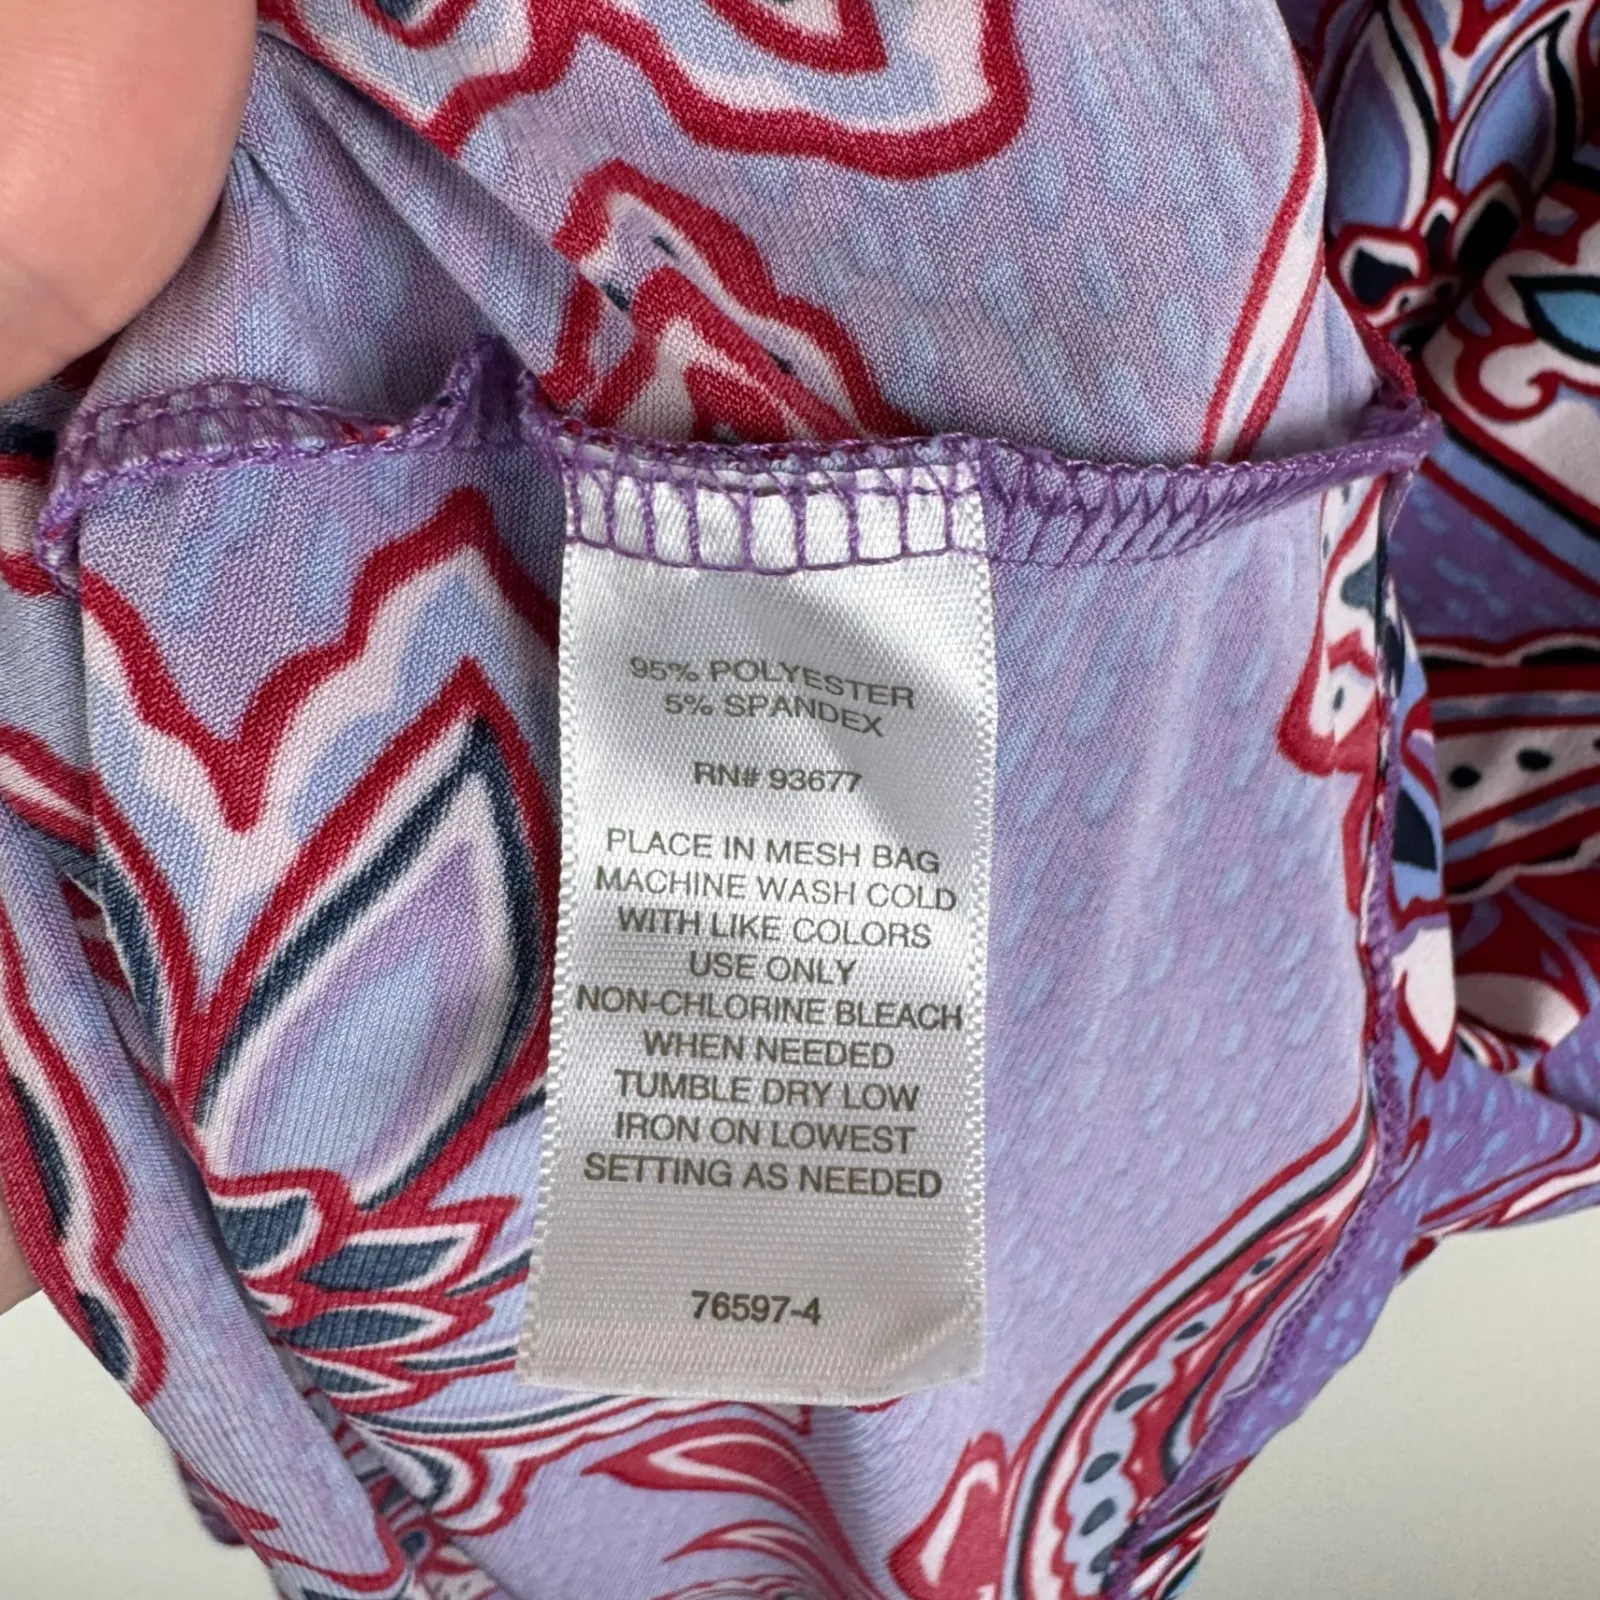 95% POLYESTER
5% SPANDEX
RN# 93677
PLACE IN MESH BAG
MACHINE WASH COLD
WITH LIKE COLORS
USE ONLY
NON-CHLORINE BLEACH
WHEN NEEDED
TUMBLE DRY LOW
IRON ON LOWEST
SETTING AS NEEDED
76597-4